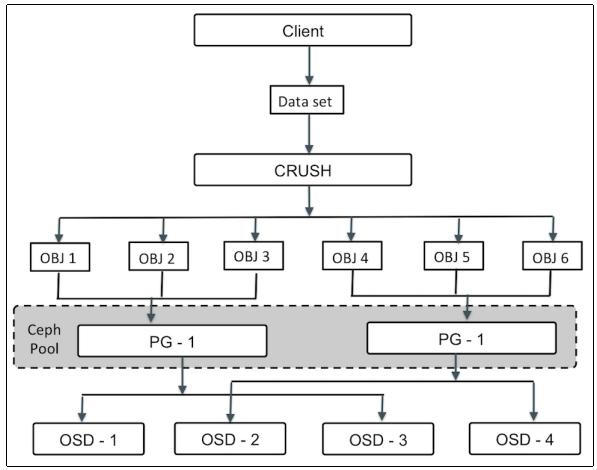 Client
Data set
CRUSH
OBJ 1
OBJ 2
OBJ 3
OBJ 4
OBJ 5
OBJ 6
Ceph
Pool
PG - 1
PG - 1
OSD - 1
OSD - 2
OSD - 3
OSD - 4